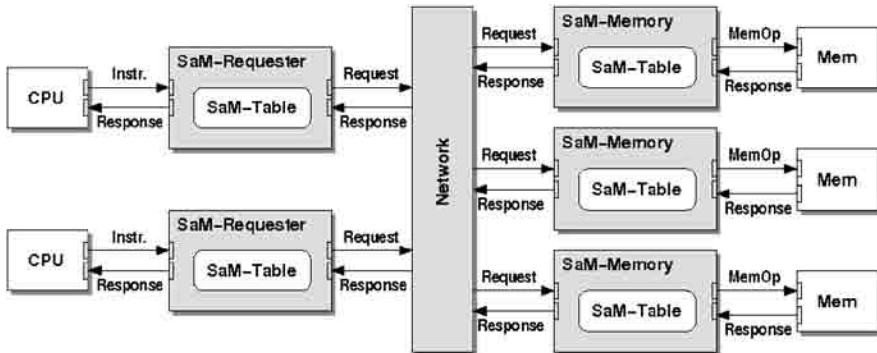 SaM-Requester
CPU
Instr.
Response
SaM-Table
Request
Response
SaM-Requester
CPU
Instr.
Response
SaM-Table
Request
Response
Network
Request
Response
SaM-Memory
SaM-Table
MemOp
Response
Mem
Request
Response
SaM-Memory
SaM-Table
MemOp
Response
Mem
Request
Response
SaM-Memory
SaM-Table
MemOp
Response
Mem